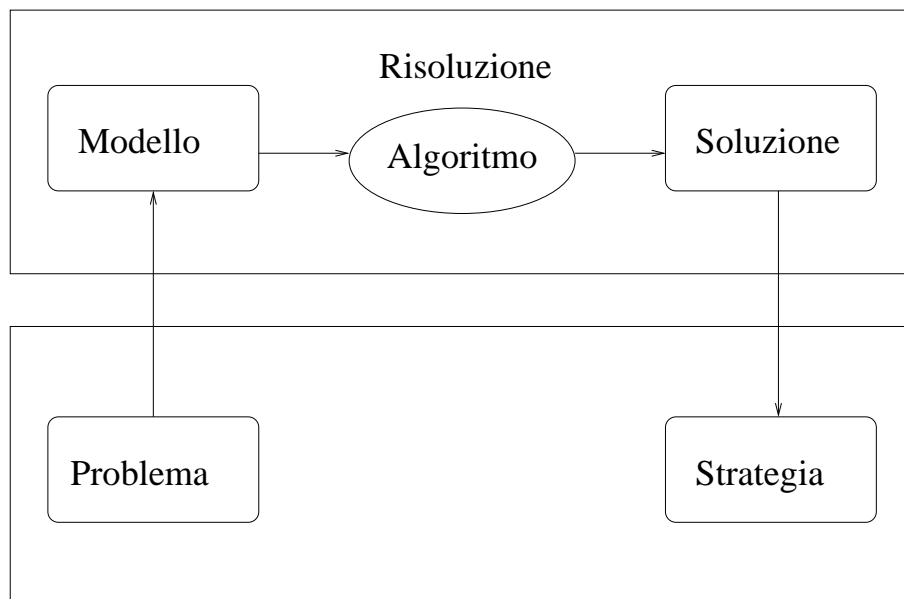 Risoluzione
Modello
Algoritmo
Soluzione
Problema
Strategia